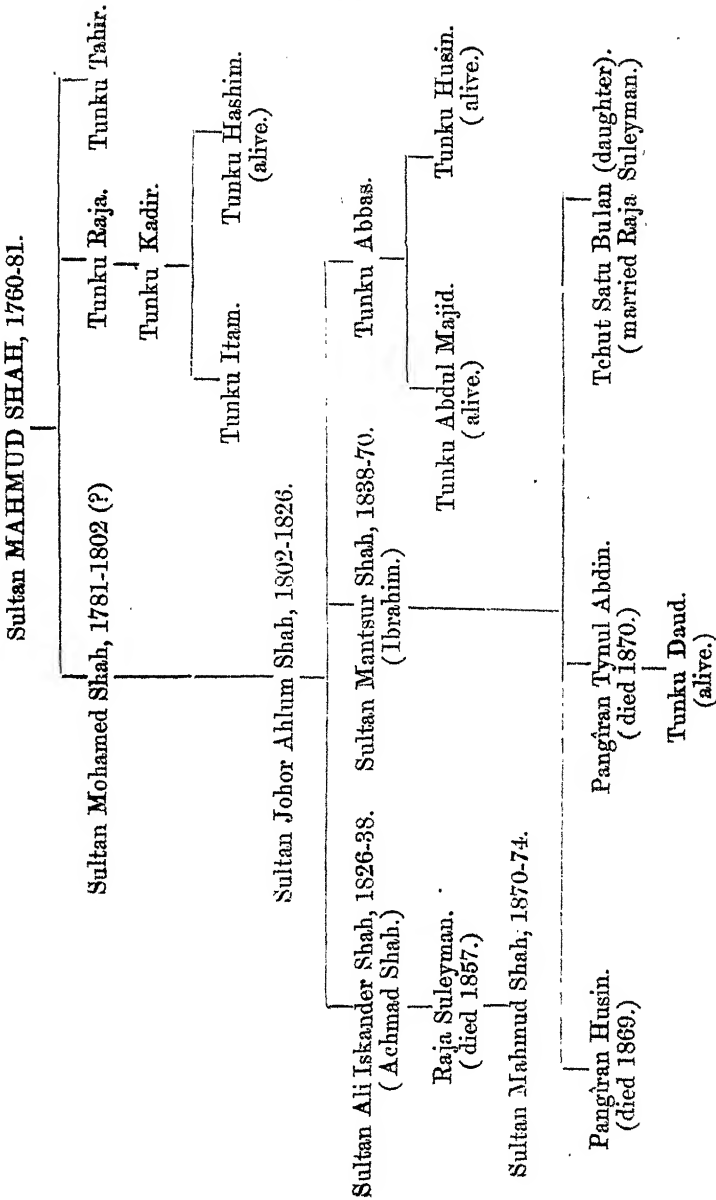 Sultan MAHMUD SHAH, 1760-81.
Sultan Mohamed Shah, 1781-1802 (?)
Tunku Raja.
Tunku Tahir.
Tunku Kadir.
Tunku Itam.
Tunku Hashim.
(alive.)
Sultan Johor Ahlum Shah, 1802-1826.
Sultan Ali Iskander Shah, 1826-38.
(Achmad Shah.)
Sultan Mantsur Shah, 1838-70.
(Ibrahim.)
Tunku Abbas.
Raja Suleyman.
(died 1857.)
Tunku Abdul Majid.
(alive.)
Tunku Husin.
(alive.)
Sultan Mahmud Shah, 1870-74.
Pangîran Husin.
(died 1869.)
Pangîran Tynul Abdin.
(died 1870.)
Tchut Satu Bulan (daughter).
(married Raja Suleyman.)
Tunku Daud.
(alive.)